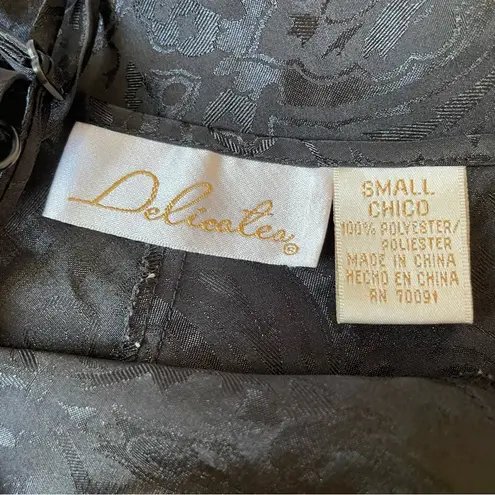 Delicates®
SMALL
CHICO
100% POLYESTER/
POLIESTER
MADE IN CHINA
HECHO EN CHINA
RN 70091